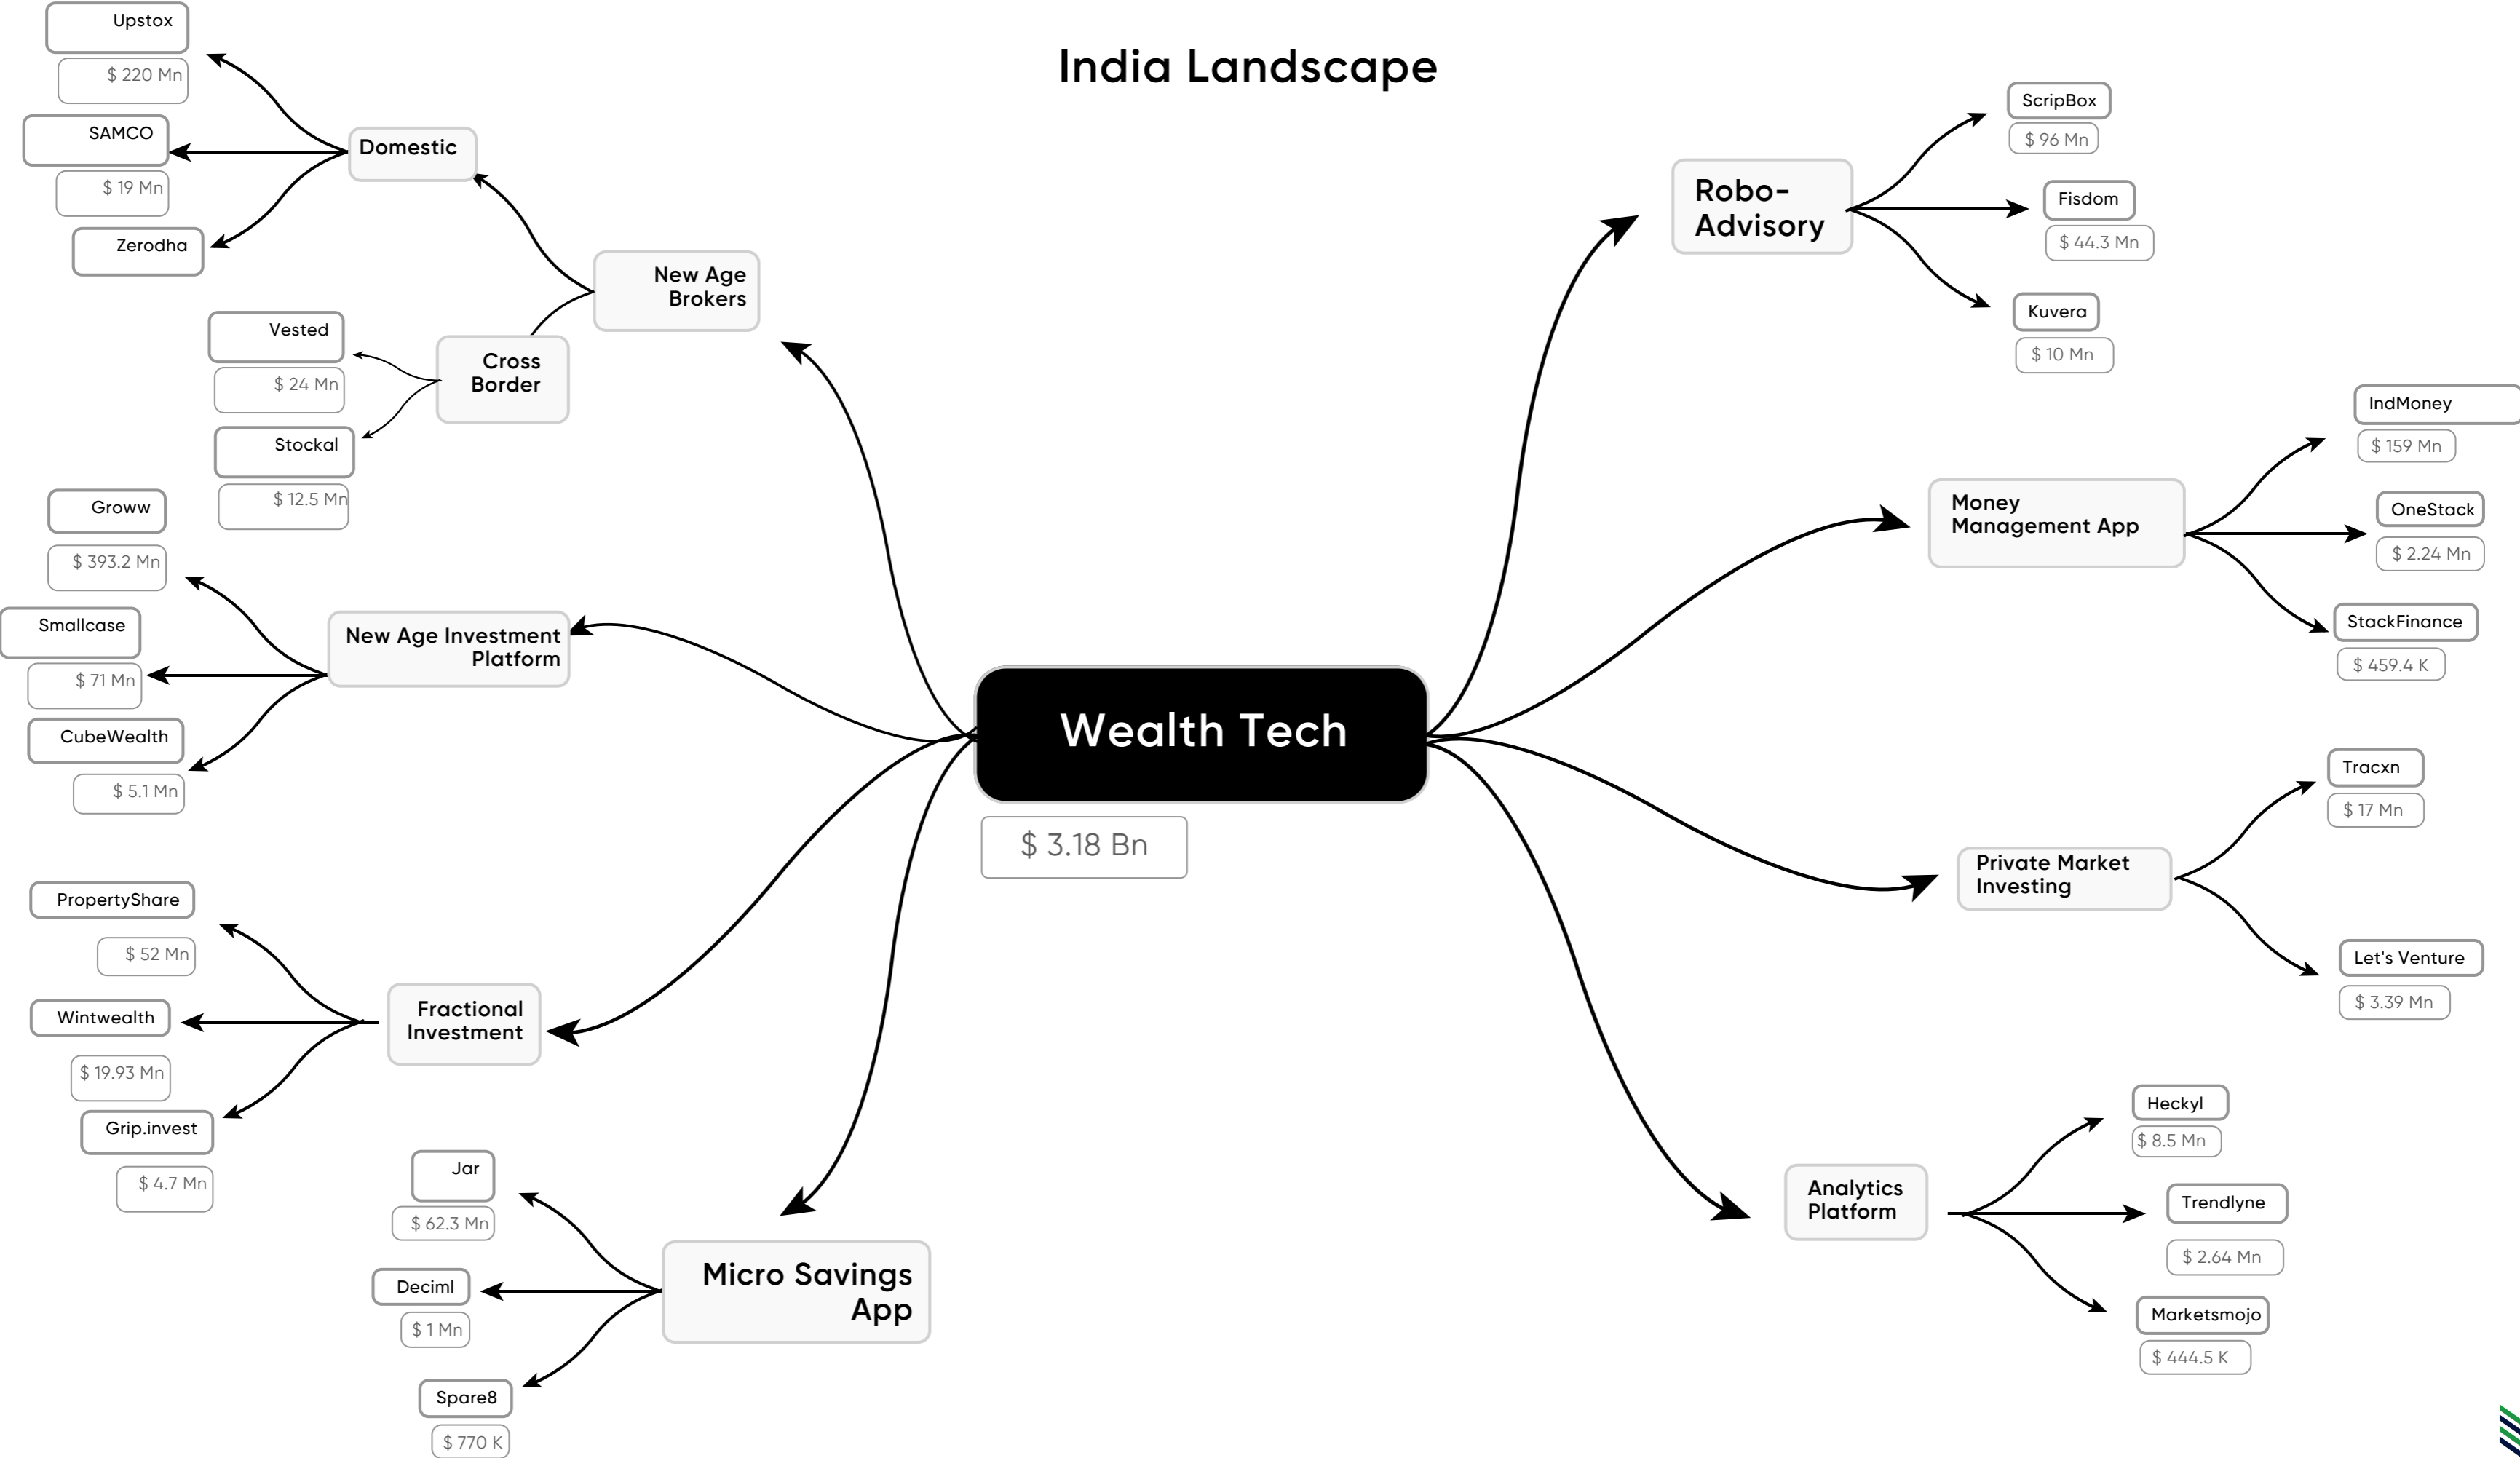 India Landscape
Wealth Tech
$ 3.18 Bn
New Age
Brokers
Domestic
Upstox
$ 220 Mn
SAMCO
$ 19 Mn
Zerodha
Cross
Border
Vested
$ 24 Mn
Stockal
$ 12.5 Mn
New Age Investment
Platform
Groww
$ 393.2 Mn
Smallcase
$ 71 Mn
CubeWealth
$ 5.1 Mn
Fractional
Investment
PropertyShare
$ 52 Mn
Wintwealth
$ 19.93 Mn
Grip.invest
$ 4.7 Mn
Micro Savings
App
Jar
$ 62.3 Mn
Deciml
$ 1 Mn
Spare8
$ 770 K
Robo-
Advisory
ScripBox
$ 96 Mn
Fisdom
$ 44.3 Mn
Kuvera
$ 10 Mn
Money
Management App
IndMoney
$ 159 Mn
OneStack
$ 2.24 Mn
StackFinance
$ 459.4 K
Private Market
Investing
Tracxn
$ 17 Mn
Let's Venture
$ 3.39 Mn
Analytics
Platform
Heckyl
$ 8.5 Mn
Trendlyne
$ 2.64 Mn
Marketsmojo
$ 444.5 K